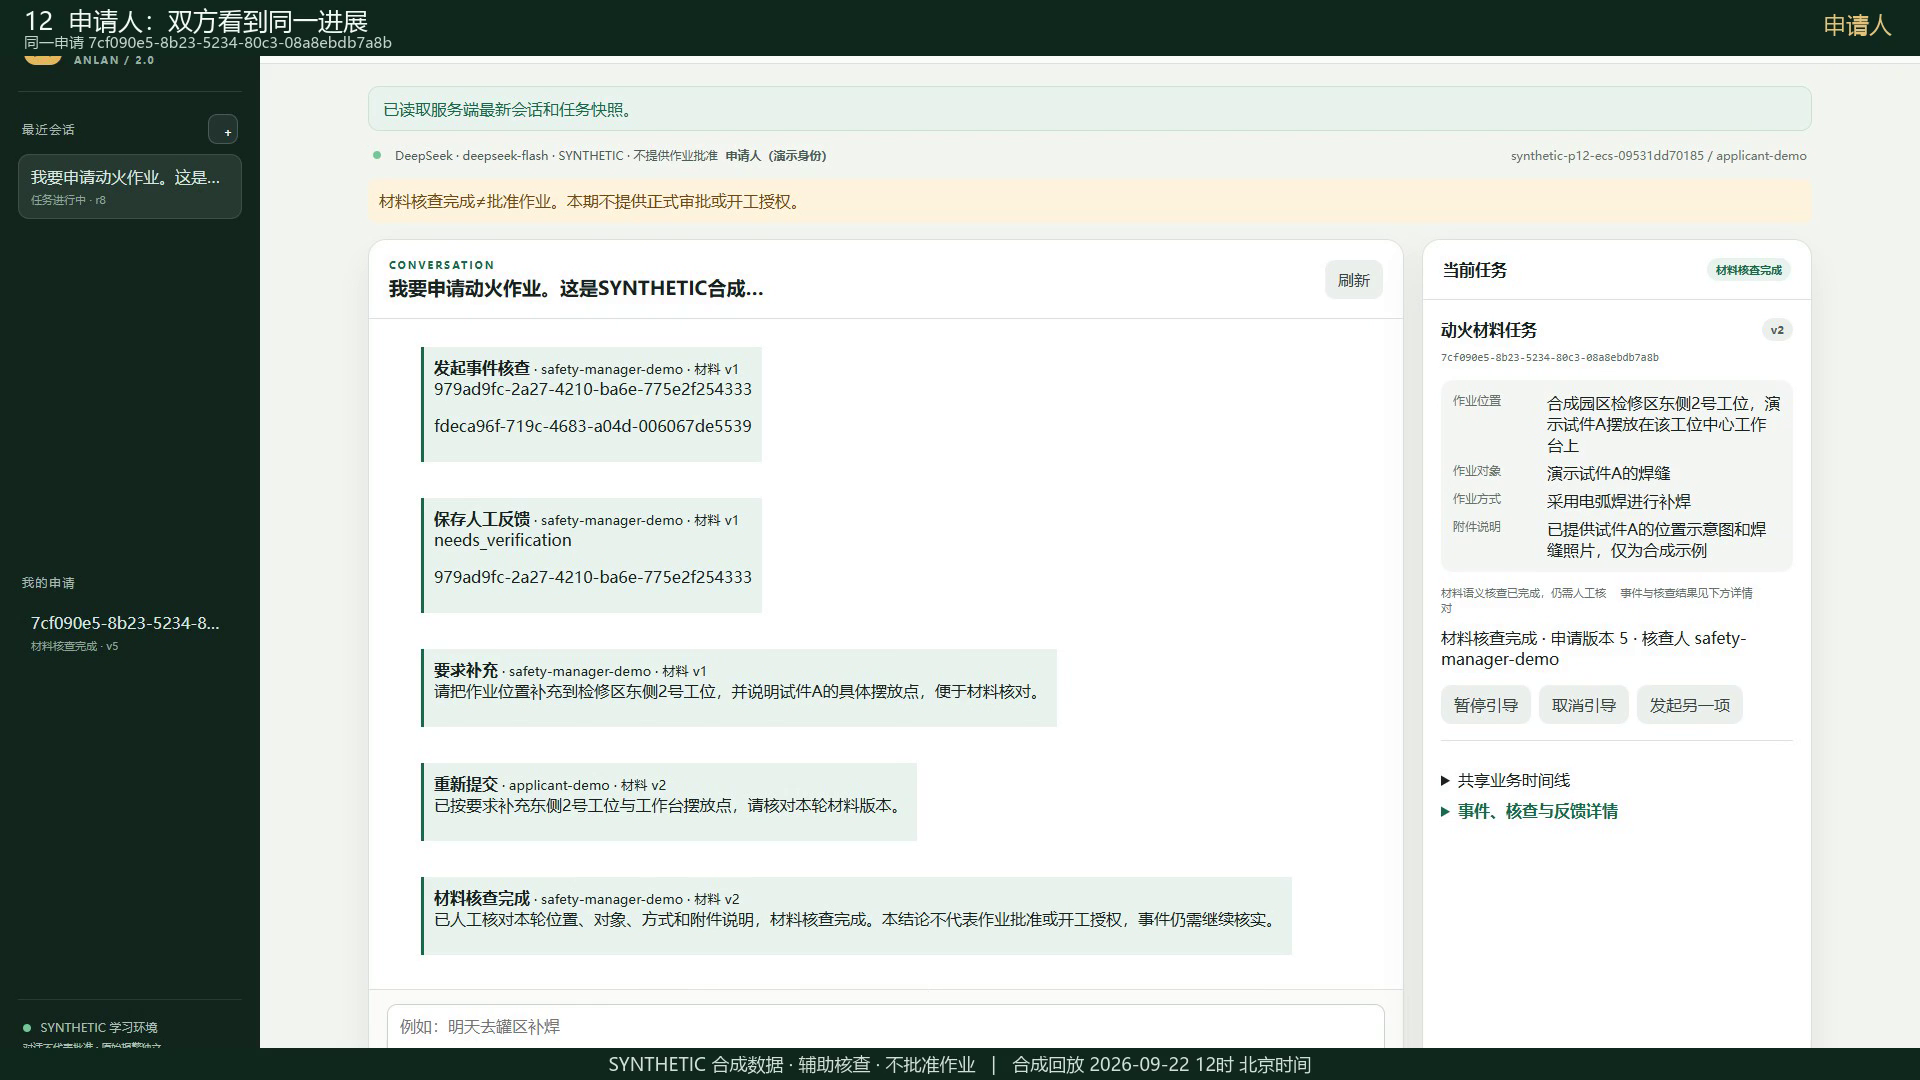 12 申请人：双方看到同一进展
同一申请 7cf090e5-8b23-5234-80c3-08a8ebdb7a8b
申请人
ANLAN / 2.0
最近会话
+
我要申请动火作业。这是...
任务进行中 · r8
我的申请
7cf090e5-8b23-5234-8...
材料核查完成 · v5
SYNTHETIC 学习环境
已读取服务端最新会话和任务快照。
DeepSeek · deepseek-flash · SYNTHETIC · 不提供作业批准 申请人（演示身份）
synthetic-p12-ecs-09531dd70185 / applicant-demo
材料核查完成≠批准作业。本期不提供正式审批或开工授权。
CONVERSATION
我要申请动火作业。这是SYNTHETIC合成...
刷新
发起事件核查 · safety-manager-demo · 材料 v1
979ad9fc-2a27-4210-ba6e-775e2f254333
fdeca96f-719c-4683-a04d-006067de5539
保存人工反馈 · safety-manager-demo · 材料 v1
needs_verification
979ad9fc-2a27-4210-ba6e-775e2f254333
要求补充 · safety-manager-demo · 材料 v1
请把作业位置补充到检修区东侧2号工位，并说明试件A的具体摆放点，便于材料核对。
重新提交 · applicant-demo · 材料 v2
已按要求补充东侧2号工位与工作台摆放点，请核对本轮材料版本。
材料核查完成 · safety-manager-demo · 材料 v2
已人工核对本轮位置、对象、方式和附件说明，材料核查完成。本结论不代表作业批准或开工授权，事件仍需继续核实。
例如：明天去罐区补焊
当前任务
材料核查完成
动火材料任务
v2
7cf090e5-8b23-5234-80c3-08a8ebdb7a8b
作业位置
合成园区检修区东侧2号工位，演
示试件A摆放在该工位中心工作
台上
作业对象
演示试件A的焊缝
作业方式
采用电弧焊进行补焊
附件说明
已提供试件A的位置示意图和焊
缝照片，仅为合成示例
材料语义核查已完成，仍需人工核
对
事件与核查结果见下方详情
材料核查完成 · 申请版本 5 · 核查人 safety-
manager-demo
暂停引导
取消引导
发起另一项
共享业务时间线
事件、核查与反馈详情
SYNTHETIC 合成数据 · 辅助核查 · 不批准作业 | 合成回放 2026-09-22 12时 北京时间